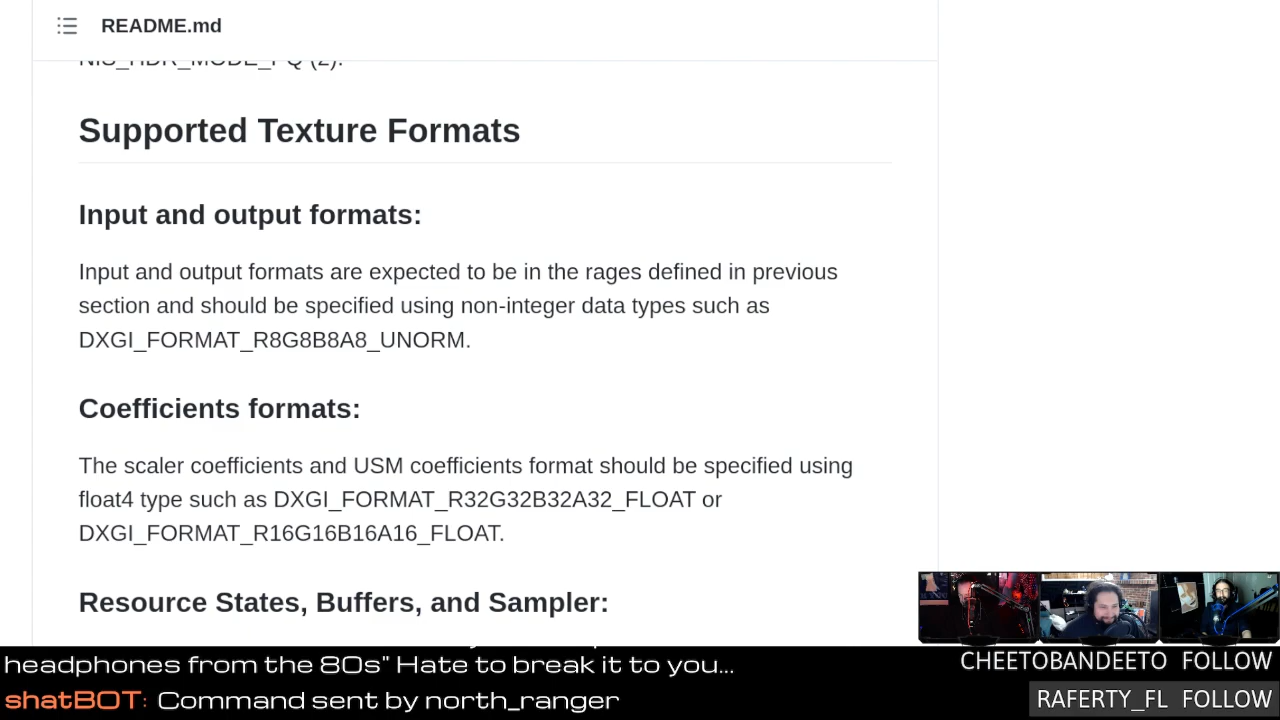 README.md
NIS_HDR_MODE_PQ (2).
Supported Texture Formats
Input and output formats:
Input and output formats are expected to be in the rages defined in previous
section and should be specified using non-integer data types such as
DXGI_FORMAT_R8G8B8A8_UNORM.
Coefficients formats:
The scaler coefficients and USM coefficients format should be specified using
float4 type such as DXGI_FORMAT_R32G32B32A32_FLOAT or
DXGI_FORMAT_R16G16B16A16_FLOAT.
Resource States, Buffers, and Sampler:
headphones from the 80s" Hate to break it to you...
shatBOT: Command sent by north_ranger
CHEETOBANDEETO FOLLOW
RAFERTY_FL FOLLOW